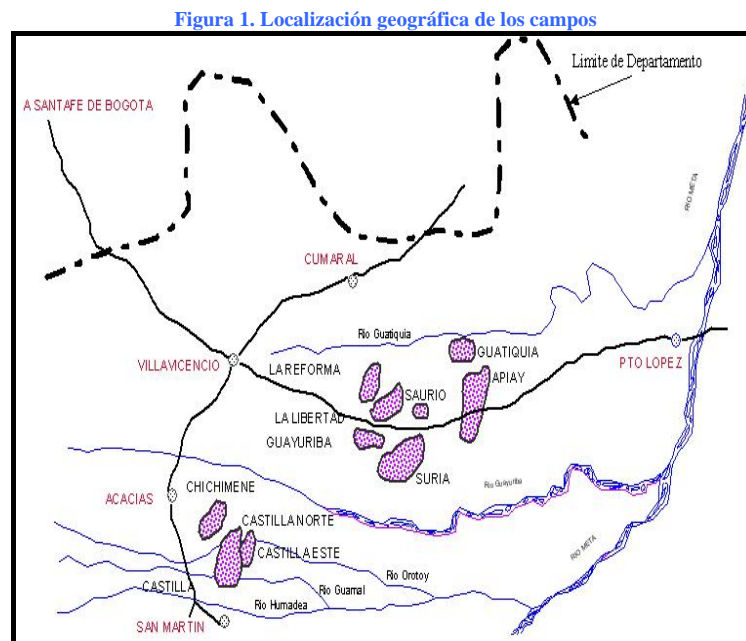 Figura 1. Localización geográfica de los campos
Limite de Departamento
A SANTAFE DE BOGOTA
RIO META
CUMARAL
Rio Guatiquia
GUATIQUIA
PTO LOPEZ
VILLAVICENCIO
LA REFORMA
APIAY
SAURIO
LA LIBERTAD
GUAYURIBA
SURIA
Rio Guayuriba
CHICHIMENE
ACACIAS
CASTILLA NORTE
CASTILLA ESTE
RIO META
Rio Orotoy
CASTILLA
Rio Guamal
Rio Humadea
SAN MARTIN